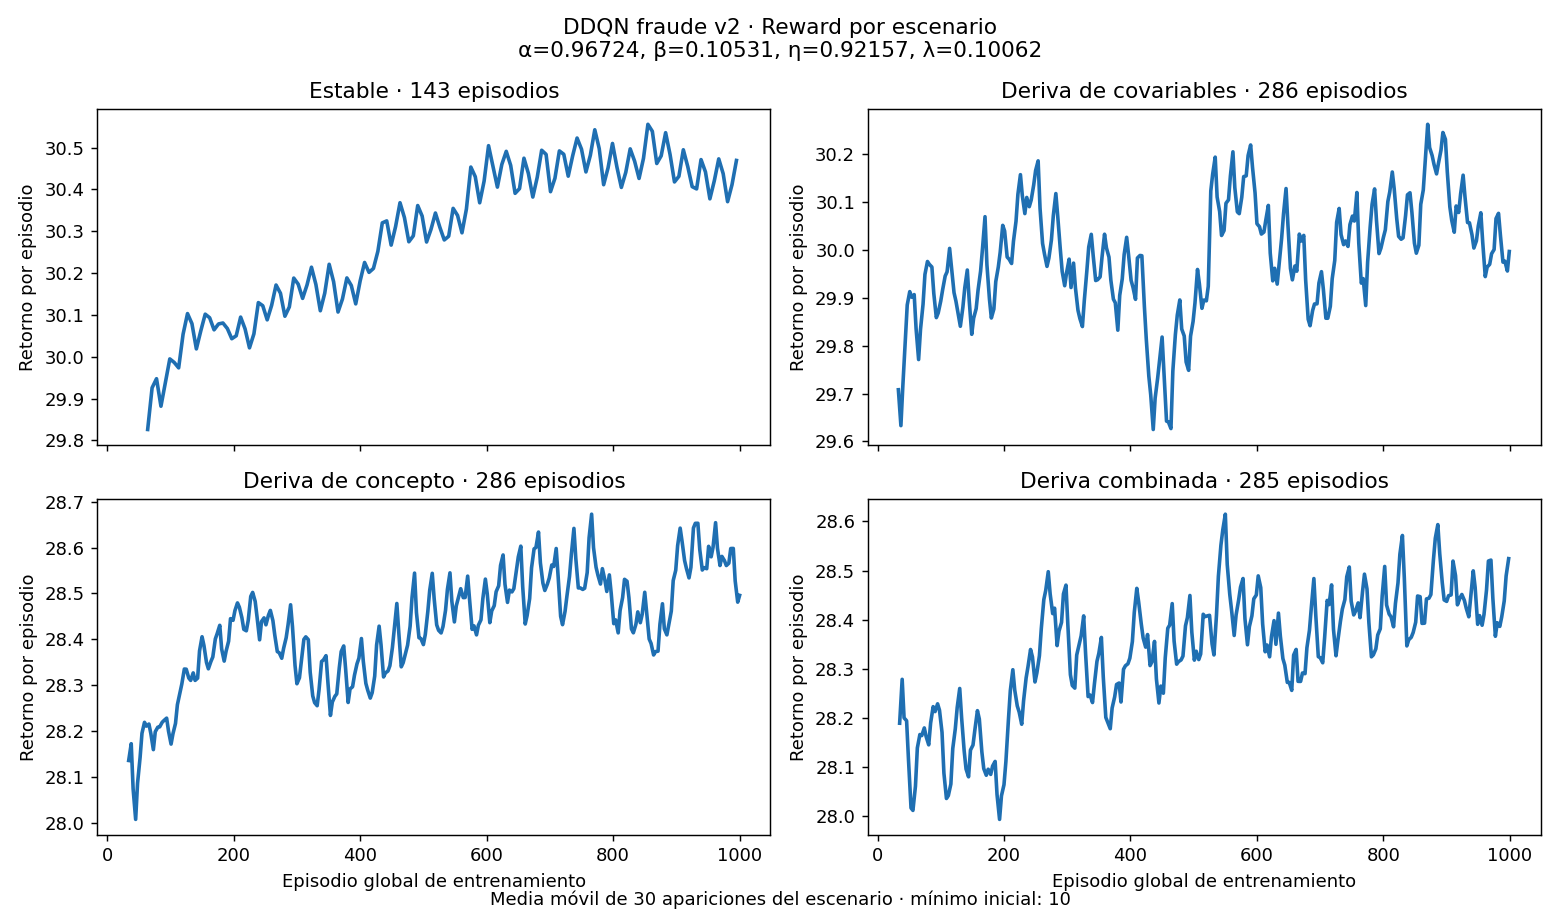 DDQN fraude v2 · Reward por escenario
α=0.96724, β=0.10531, η=0.92157, λ=0.10062
Estable · 143 episodios
Retorno por episodio
30.5
30.4
30.3
30.2
30.1
30.0
29.9
29.8
Deriva de covariables · 286 episodios
Retorno por episodio
30.2
30.1
30.0
29.9
29.8
29.7
29.6
Deriva de concepto · 286 episodios
Retorno por episodio
28.7
28.6
28.5
28.4
28.3
28.2
28.1
28.0
0 200 400 600 800 1000
Episodio global de entrenamiento
Deriva combinada · 285 episodios
Retorno por episodio
28.6
28.5
28.4
28.3
28.2
28.1
28.0
0 200 400 600 800 1000
Episodio global de entrenamiento
Media móvil de 30 apariciones del escenario · mínimo inicial: 10